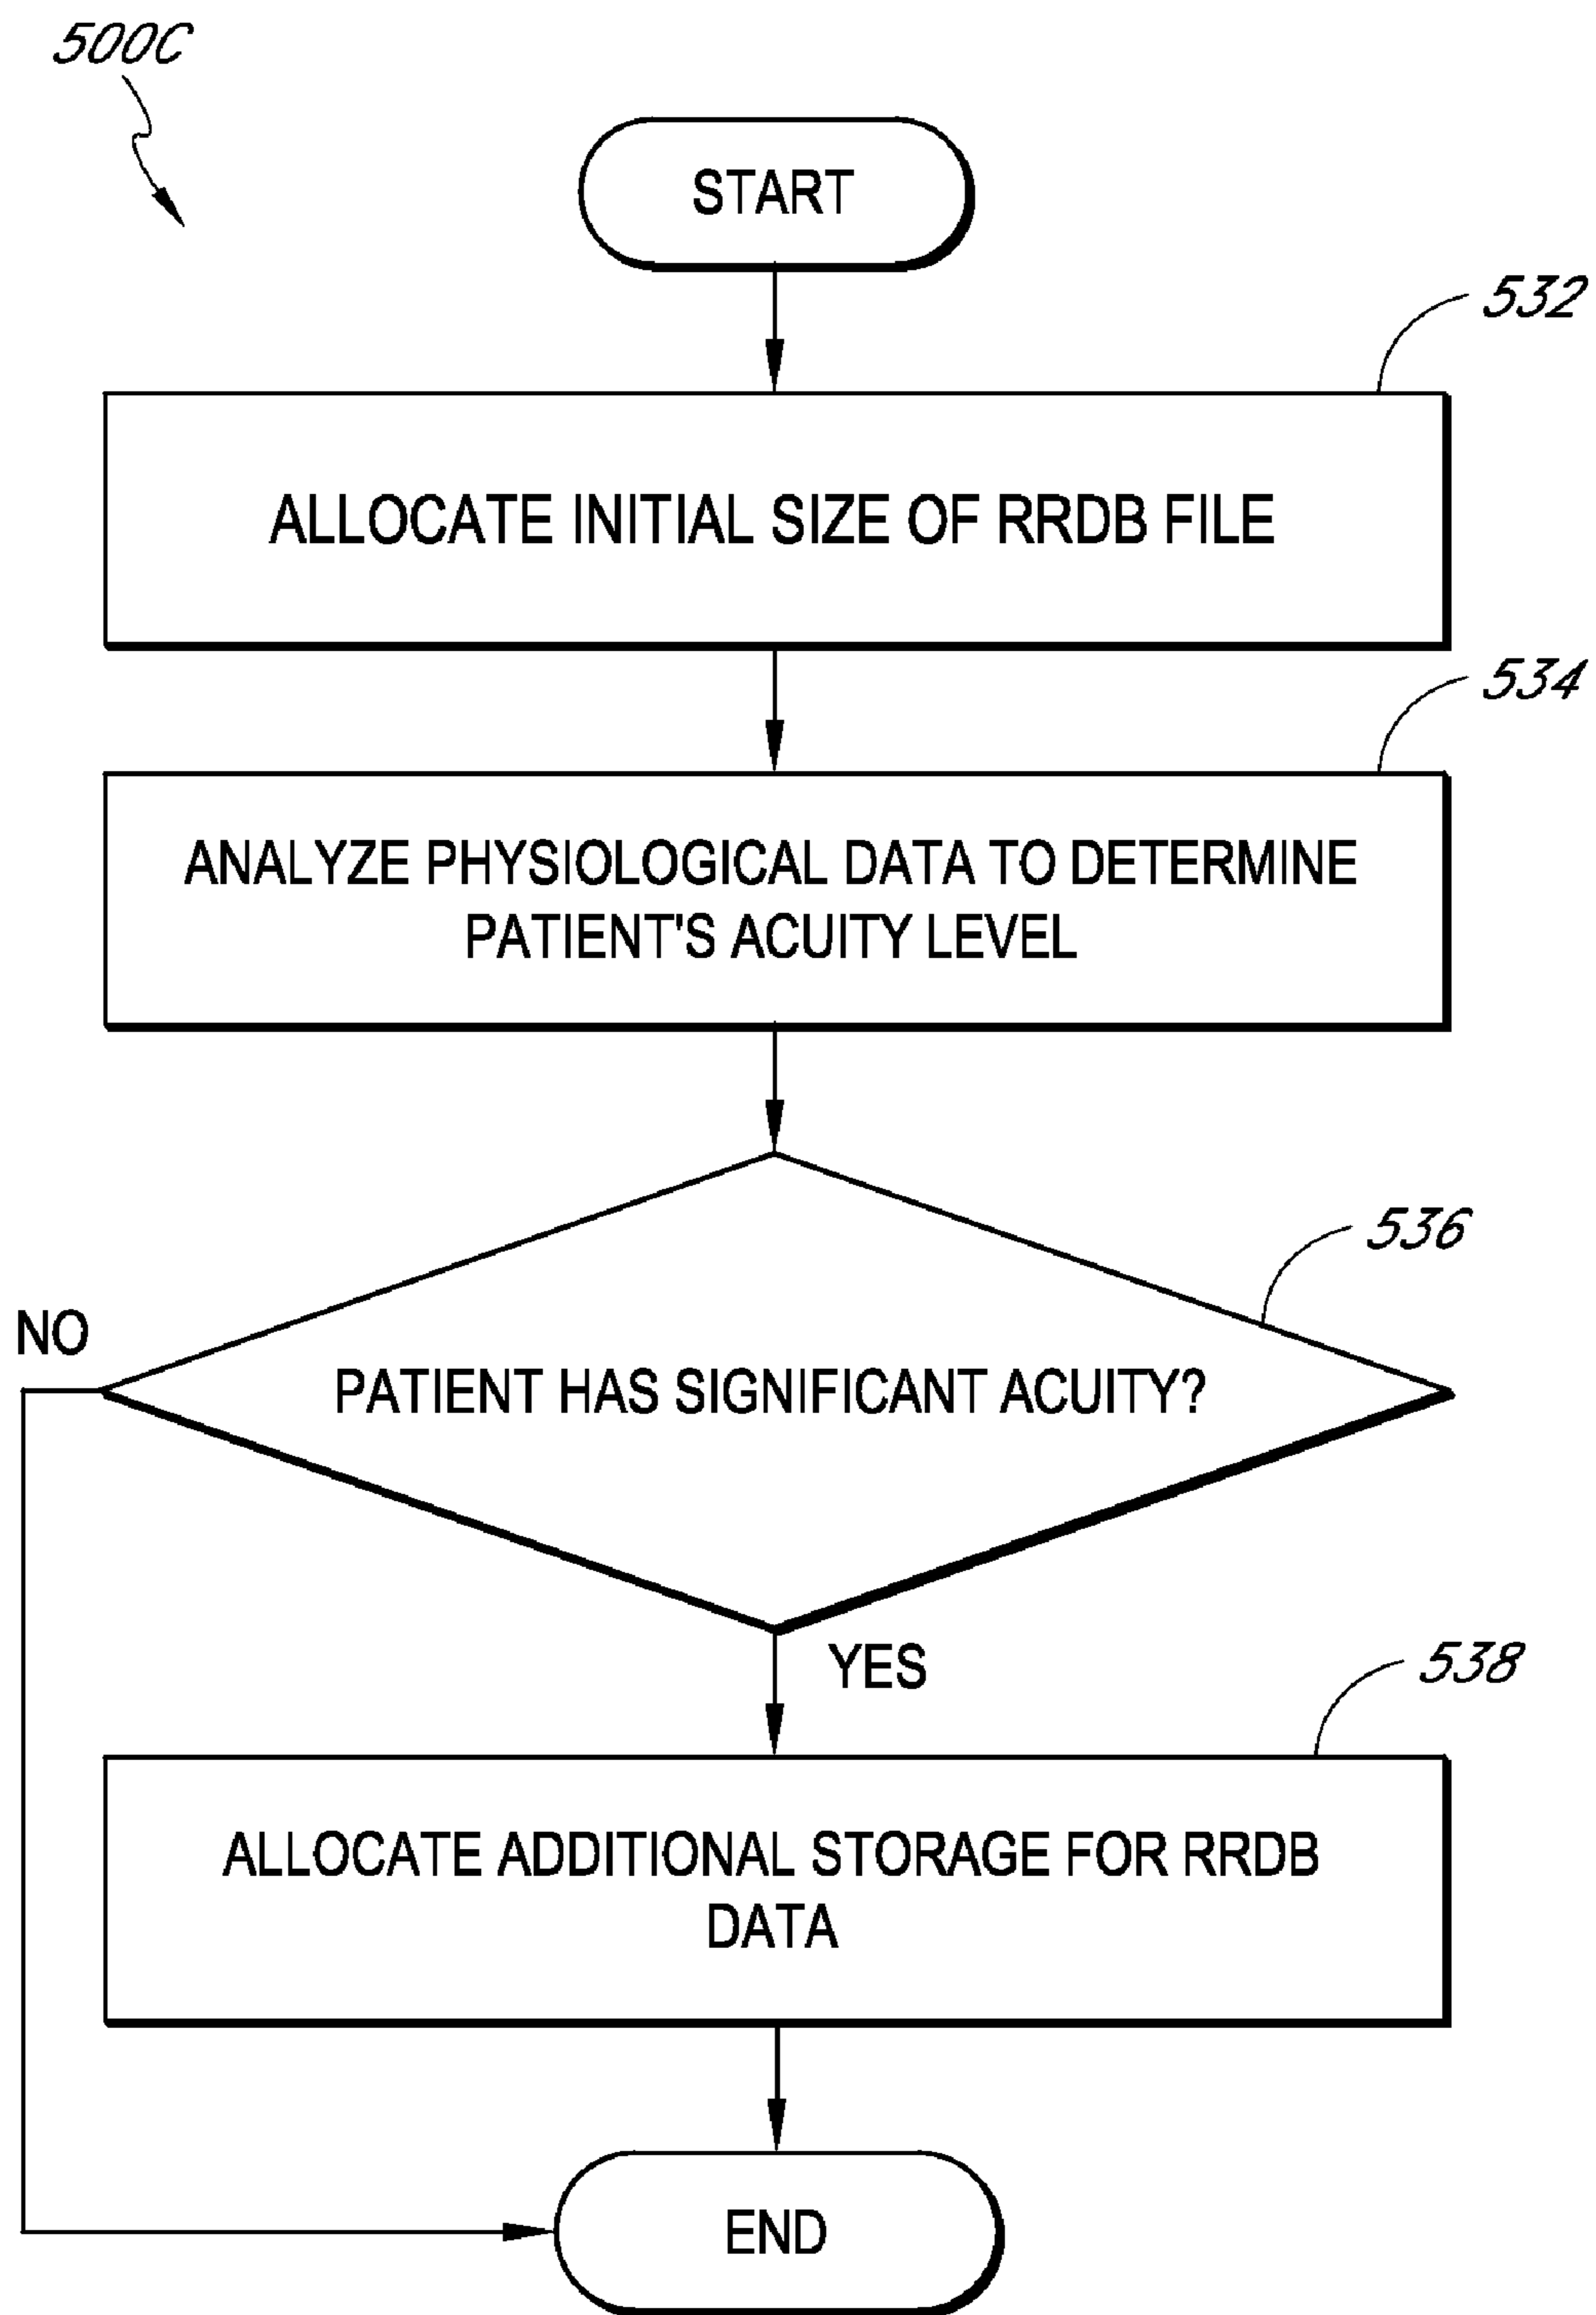 500C
START
532
ALLOCATE INITIAL SIZE OF RRDB FILE
534
ANALYZE PHYSIOLOGICAL DATA TO DETERMINE
PATIENT'S ACUITY LEVEL
536
NO
PATIENT HAS SIGNIFICANT ACUITY?
YES
538
ALLOCATE ADDITIONAL STORAGE FOR RRDB
DATA
END